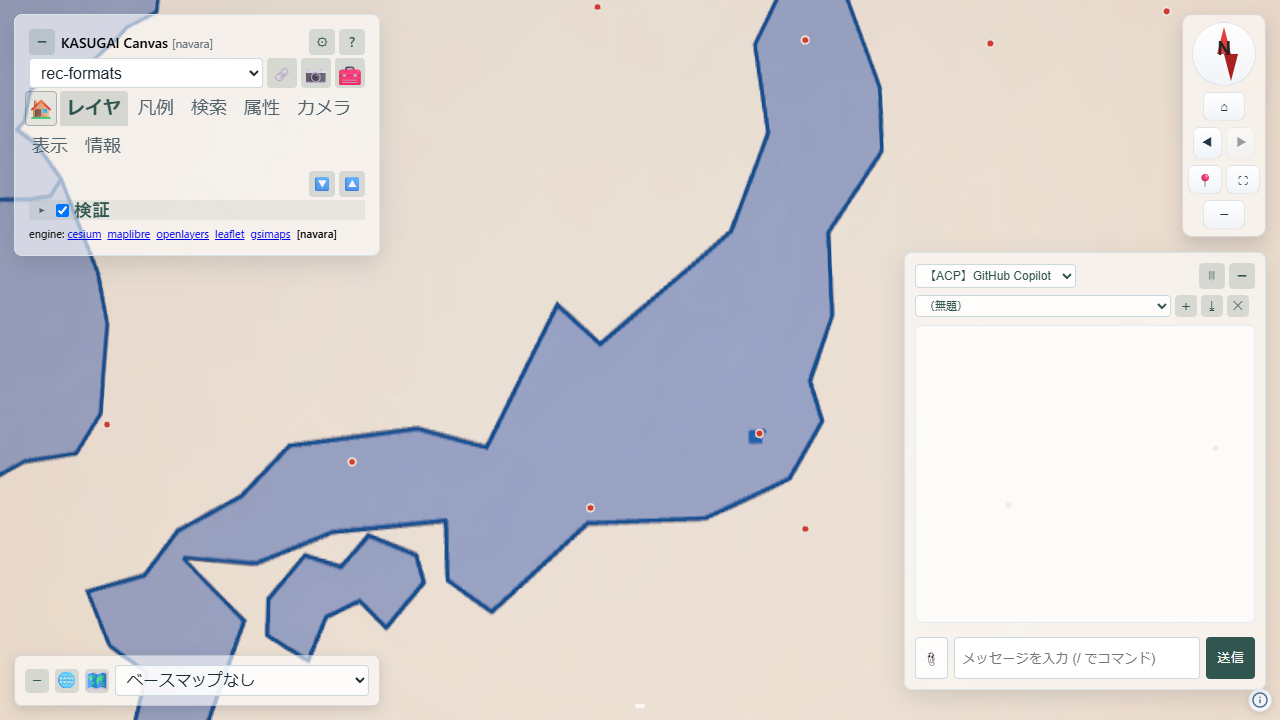 KASUGAI Canvas [navara]
rec-formats
レイヤ 凡例 検索 属性 カメラ
表示 情報
検証
engine: cesium maplibre openlayers leaflet gsimaps [navara]
ベースマップなし
N
【ACP】GitHub Copilot
（無題）
メッセージを入力 (/ でコマンド)
送信